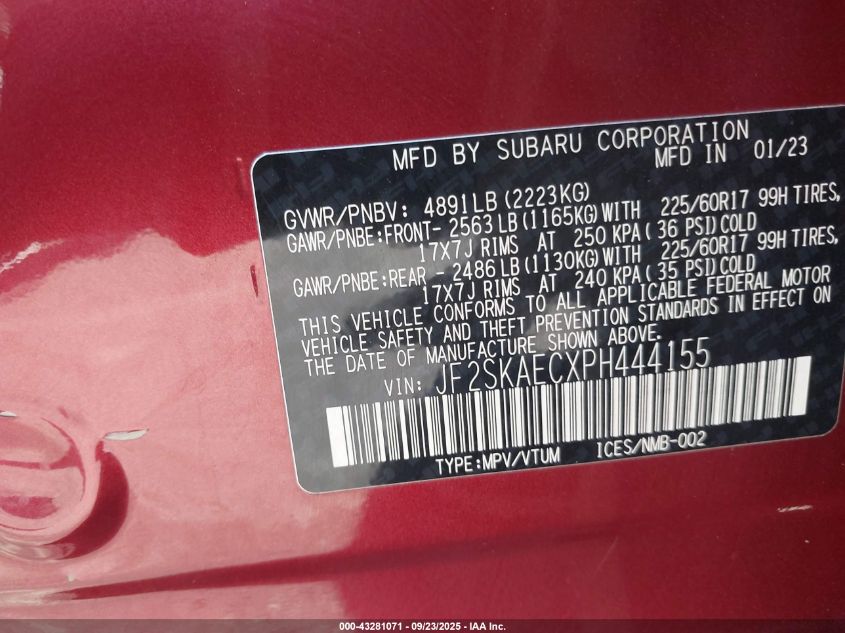 MFD BY SUBARU CORPORATION
MFD IN 01/23
GVWR/PNBV: 4891LB(2223KG)
GAWR/PNBE:FRONT- 2563LB(1165KG)WITH 225/60R17 99H TIRES,
17X7J RIMS AT 250 KPA( 36 PSI)COLD
GAWR/PNBE:REAR - 2486LB(1130KG)WITH 225/60R17 99H TIRES,
17X7J RIMS AT 240 KPA( 35 PSI)COLD
THIS VEHICLE CONFORMS TO ALL APPLICABLE FEDERAL MOTOR
VEHICLE SAFETY AND THEFT PREVENTION STANDARDS IN EFFECT ON
THE DATE OF MANUFACTURE SHOWN ABOVE.
VIN: JF2SKAECXPH444155
TYPE:MPV/VTUM ICES/NMB-002
000-43281071 - 09/23/2025 - IAA Inc.